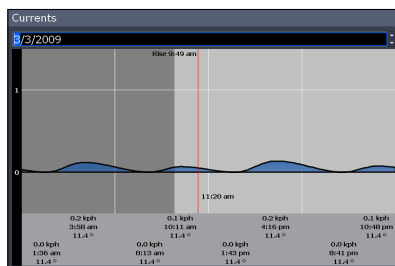 Currents
3/3/2009
Rise 9:49 am
1
0
11:20 am
0.2 kph
3:58 am
11.4 °
0.1 kph
10:11 am
11.4 °
0.2 kph
4:16 pm
11.4 °
0.1 kph
10:48 pm
11.4 °
0.0 kph
1:36 am
11.4 °
0.0 kph
8:13 am
11.4 °
0.0 kph
1:43 pm
11.4 °
0.0 kph
8:41 pm
11.4 °